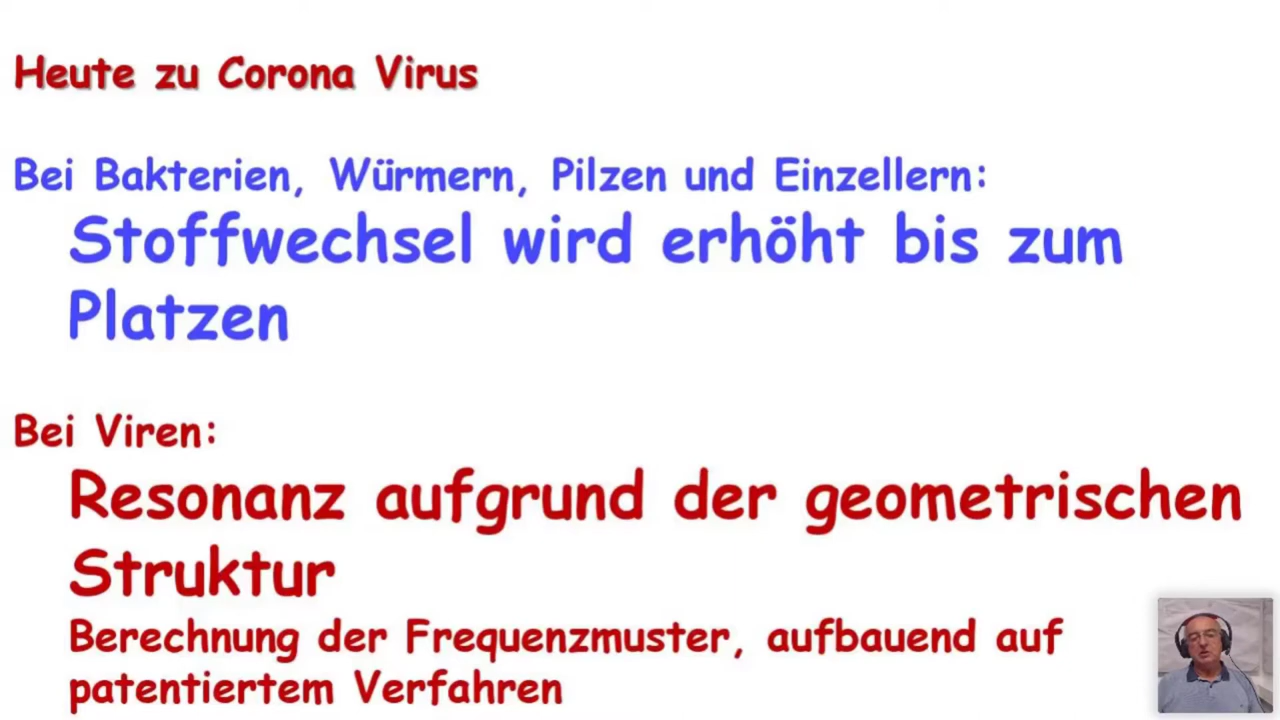 Heute zu Corona Virus
Bei Bakterien, Würmern, Pilzen und Einzellern:
Stoffwechsel wird erhöht bis zum
Platzen
Bei Viren:
Resonanz aufgrund der geometrischen
Struktur
Berechnung der Frequenzmuster, aufbauend auf
patentiertem Verfahren